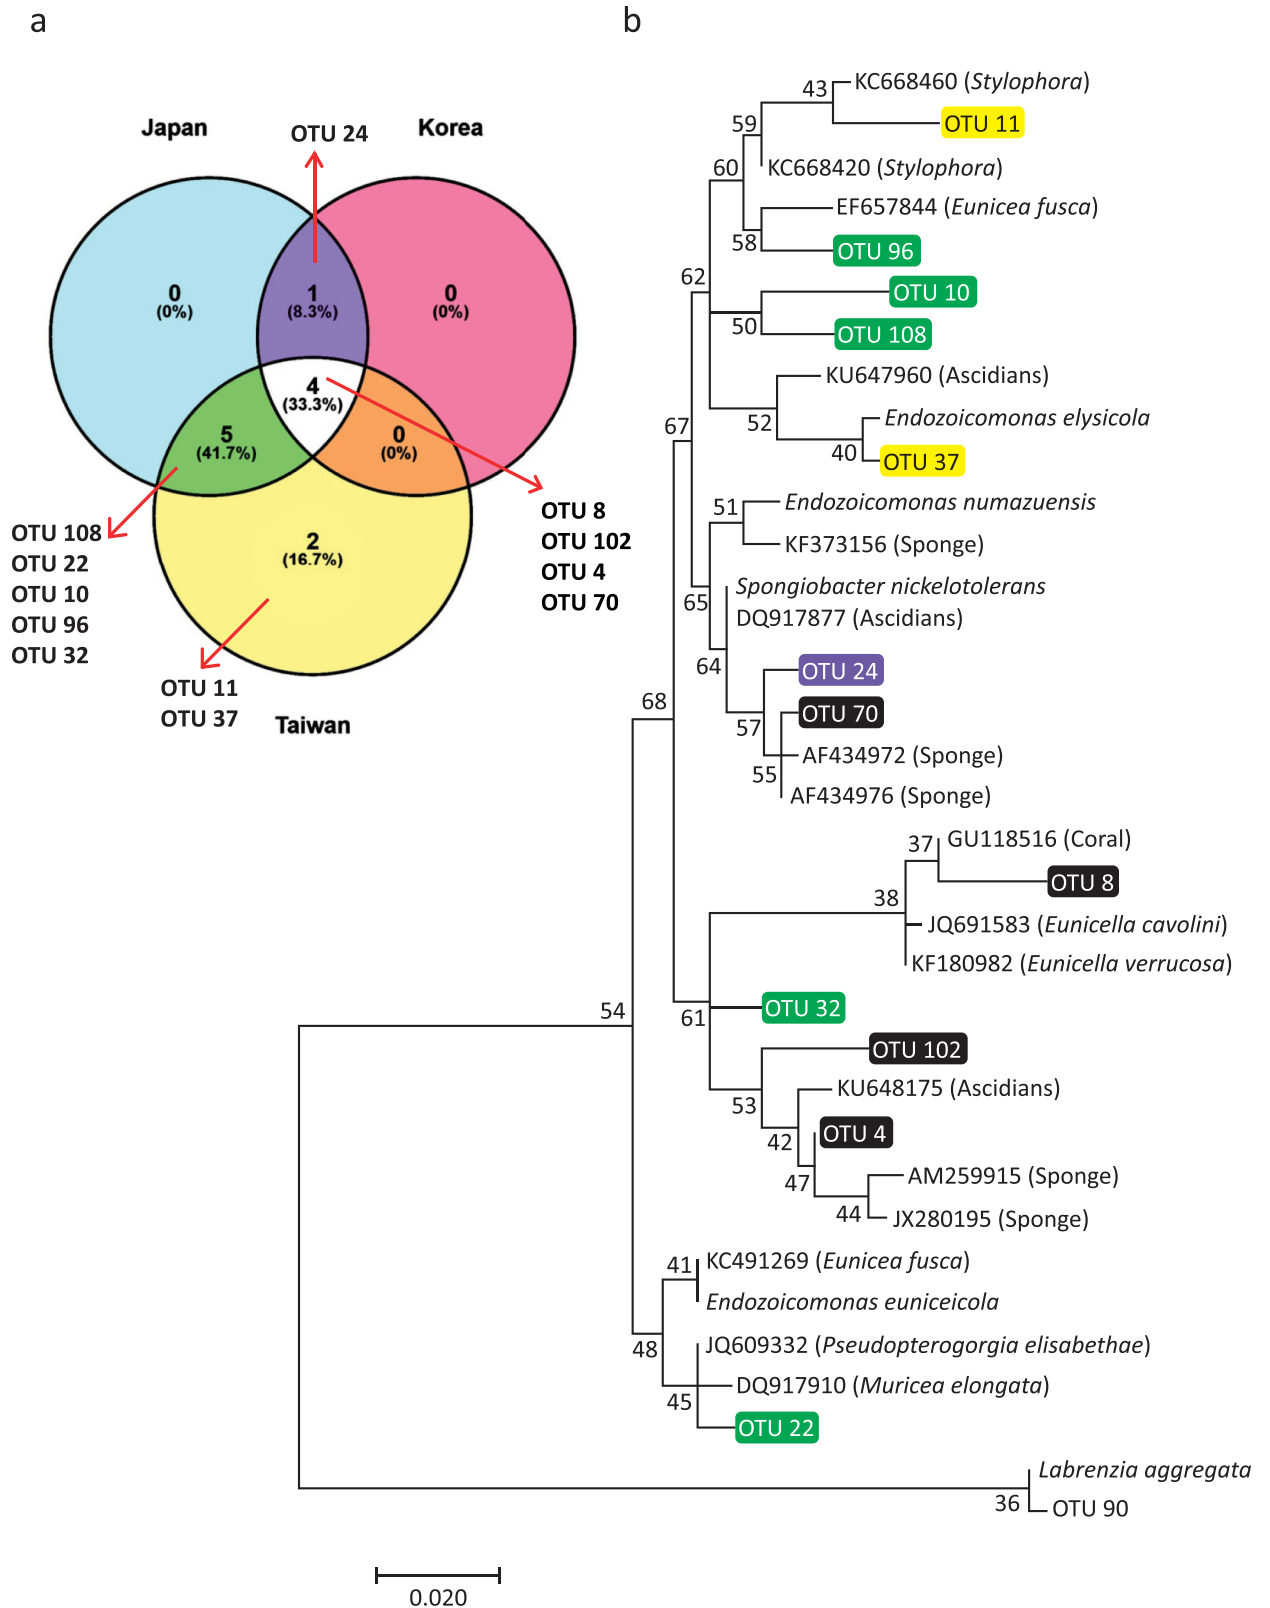 a
Japan
OTU 24
Korea
0
(0%)
1
(8.3%)
0
(0%)
4
(33.3%)
5
(41.7%)
0
(0%)
2
(16.7%)
OTU 108
OTU 22
OTU 10
OTU 96
OTU 32
OTU 8
OTU 102
OTU 4
OTU 70
OTU 11
OTU 37
Taiwan
b
43
KC668460 (Stylophora)
OTU 11
59
KC668420 (Stylophora)
60
EF657844 (Eunicea fusca)
58
OTU 96
62
OTU 10
50
OTU 108
KU647960 (Ascidians)
52
Endozoicomonas elysicola
40
OTU 37
67
51
Endozoicomonas numazuensis
KF373156 (Sponge)
65
Spongiobacter nickelotolerans
DQ917877 (Ascidians)
64
OTU 24
57
OTU 70
AF434972 (Sponge)
55
AF434976 (Sponge)
68
37
GU118516 (Coral)
OTU 8
38
JQ691583 (Eunicella cavolini)
KF180982 (Eunicella verrucosa)
OTU 32
61
OTU 102
53
KU648175 (Ascidians)
42
OTU 4
47
AM259915 (Sponge)
44
JX280195 (Sponge)
54
41
KC491269 (Eunicea fusca)
Endozoicomonas euniceicola
48
JQ609332 (Pseudopterogorgia elisabethae)
DQ917910 (Muricea elongata)
45
OTU 22
Labrenzia aggregata
36
OTU 90
0.020